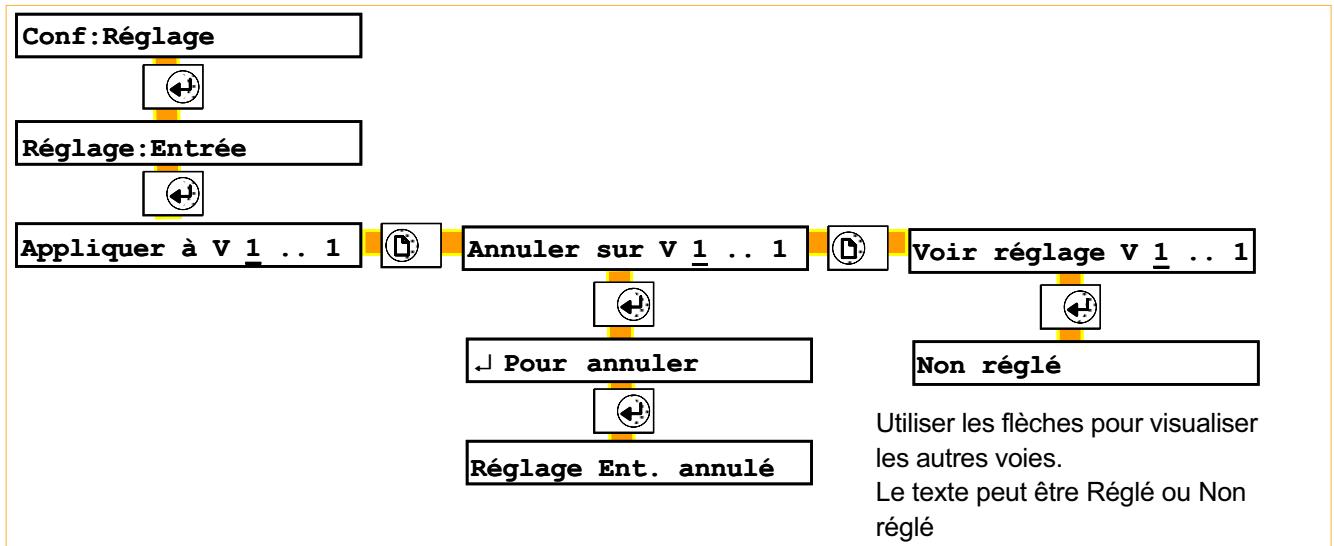 Conf:Réglage
Réglage:Entrée
Appliquer à V 1 .. 1
Annuler sur V 1 .. 1
Voir réglage V 1 .. 1
↵ Pour annuler
Non réglé
Réglage Ent. annulé
Utiliser les flèches pour visualiser
les autres voies.
Le texte peut être Réglé ou Non
réglé